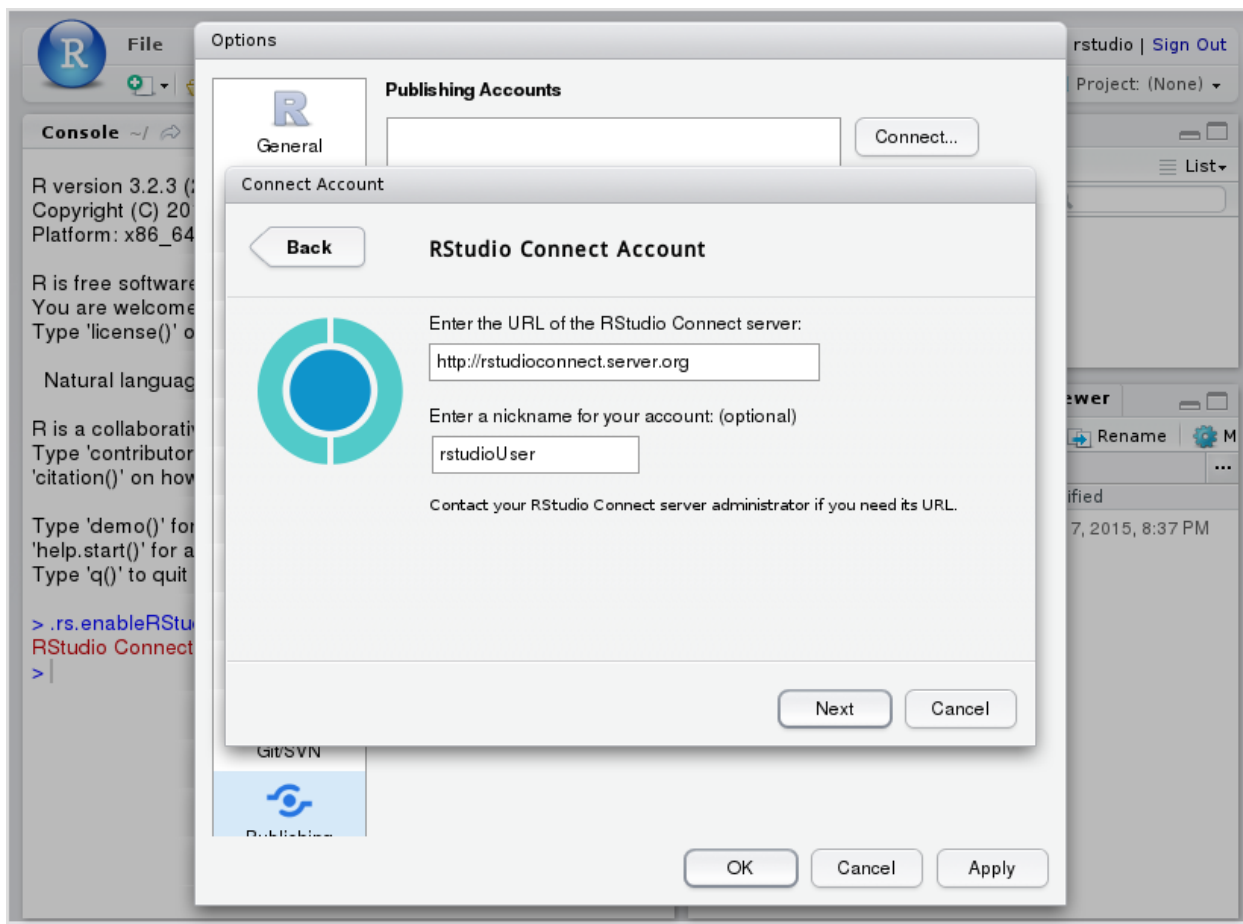 R
File
rstudio | Sign Out
Project: (None)
Options
R
General
Publishing Accounts
Connect...
Console ~/
List
R version 3.2.3 (
Copyright (C) 20
Platform: x86_64
R is free software
You are welcome
Type 'license()' o
Natural languag
R is a collaborati
Type 'contributor
'citation()' on how
Type 'demo()' for
'help.start()' for a
Type 'q()' to quit
> .rs.enableRStu
RStudio Connect
>
Connect Account
Back
RStudio Connect Account
Enter the URL of the RStudio Connect server:
http://rstudioconnect.server.org
Enter a nickname for your account: (optional)
rstudioUser
Contact your RStudio Connect server administrator if you need its URL.
Next
Cancel
ewer
Rename
M
...
ified
7, 2015, 8:37 PM
Git/SVN
Publishing
OK
Cancel
Apply